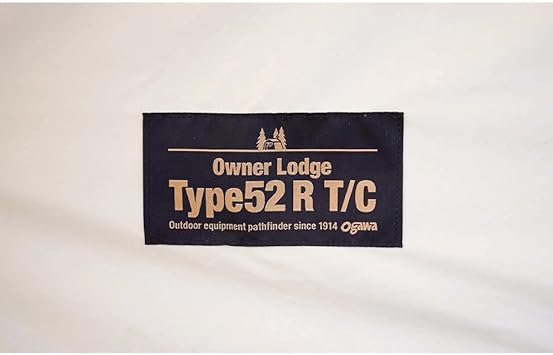 Owner Lodge
Type52 R T/C
Outdoor equipment pathfinder since 1914 ogawa